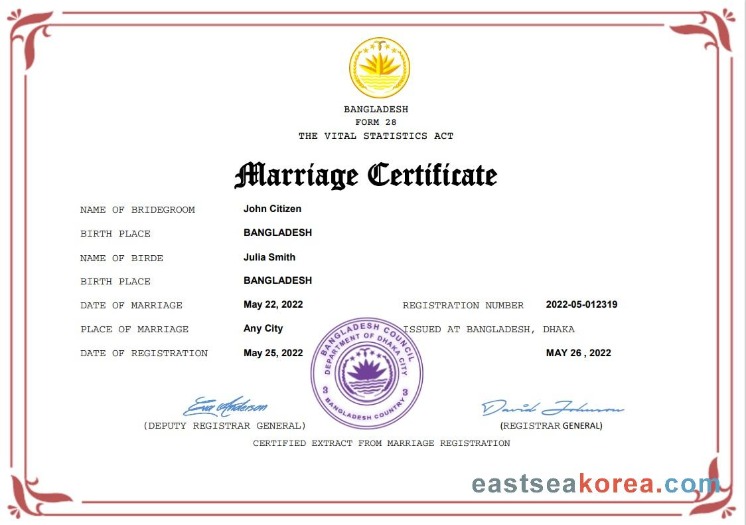 BANGLADESH
FORM 28
THE VITAL STATISTICS ACT
Marriage Certificate
NAME OF BRIDEGROOM John Citizen
BIRTH PLACE BANGLADESH
NAME OF BIRDE Julia Smith
BIRTH PLACE BANGLADESH
DATE OF MARRIAGE May 22, 2022 REGISTRATION NUMBER 2022-05-012319
PLACE OF MARRIAGE Any City ISSUED AT BANGLADESH, DHAKA
DATE OF REGISTRATION May 25, 2022 MAY 26 , 2022
BANGLADESH COUNCIL
DEPARTMENT OF DHAKA CITY
3 3
BANGLADESH COUNTRY
David Johnson
(DEPUTY REGISTRAR GENERAL) (REGISTRAR GENERAL)
CERTIFIED EXTRACT FROM MARRIAGE REGISTRATION
eastseakorea.com